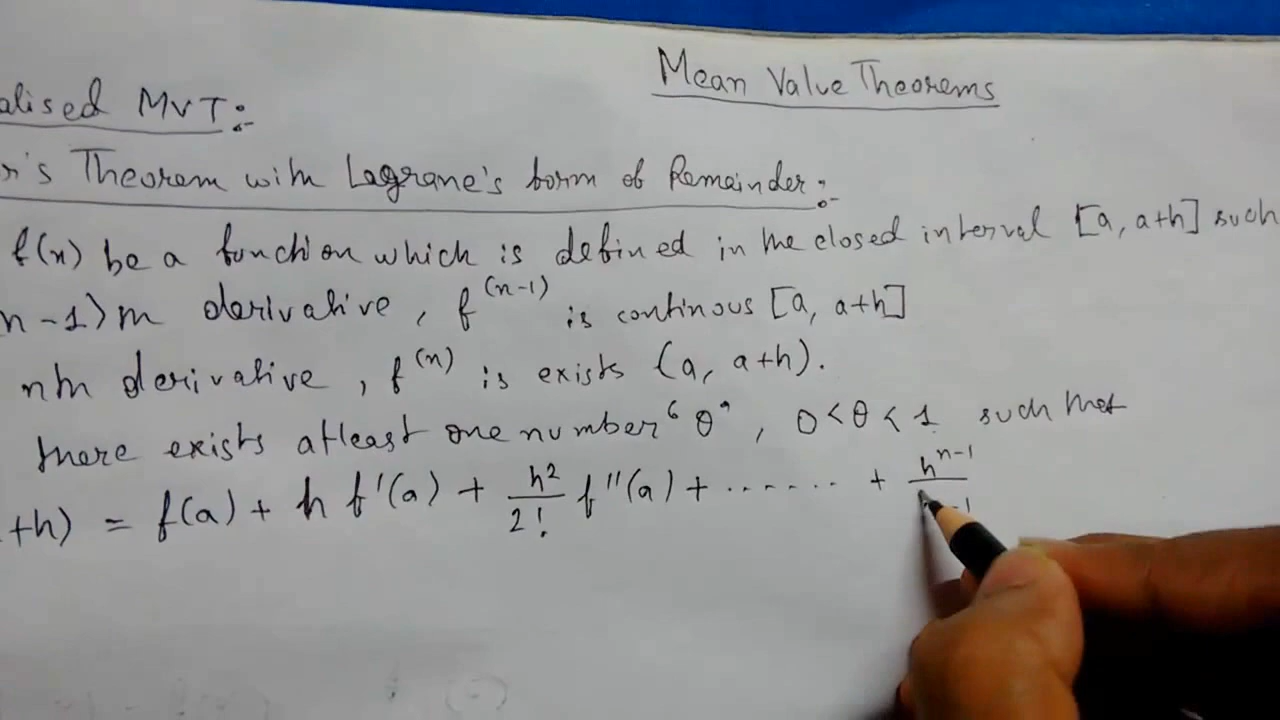 Mean Value Theorems
alised MVT:-
r's Theorem with Lagrane's form of Remainder:-
f(x) be a function which is defined in the closed interval [a, a+h] such
n-1)th derivative, f^(n-1) is continous [a, a+h]
nth derivative, f^(n) is exists (a, a+h).
there exists atleast one number "θ", 0<θ<1 such that
+h) = f(a) + h f'(a) + h²/2! f''(a) + ....... + h^(n-1)/